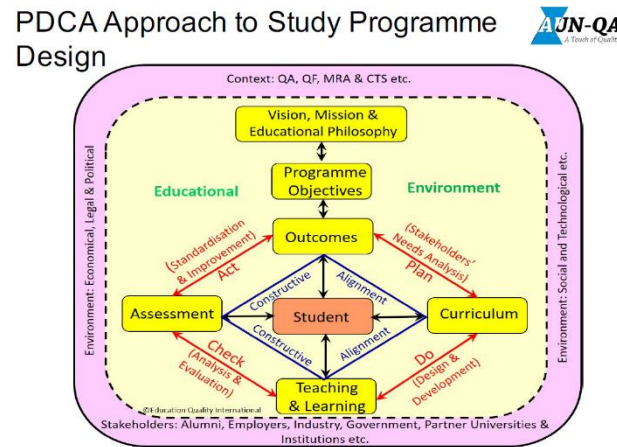 PDCA Approach to Study Programme
Design
AUN-QA
A Touch of Quality
Context: QA, QF, MRA & CTS etc.
Vision, Mission &
Educational Philosophy
Programme
Objectives
Educational
Environment
Outcomes
(Standardisation
& Improvement)
Act
(Stakeholders'
Needs Analysis)
Plan
Constructive
Alignment
Assessment
Student
Curriculum
Constructive
Alignment
Check
(Analysis &
Evaluation)
Do
(Design &
Development)
Teaching
& Learning
©Education Quality International
Environment: Economical, Legal & Political
Environment: Social and Technological etc.
Stakeholders: Alumni, Employers, Industry, Government, Partner Universities &
Institutions etc.